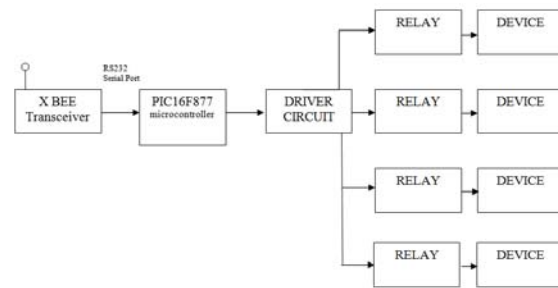 RS232
Serial Port
X BEE
Transceiver
PIC16F877
microcontroller
DRIVER
CIRCUIT
RELAY
DEVICE
RELAY
DEVICE
RELAY
DEVICE
RELAY
DEVICE